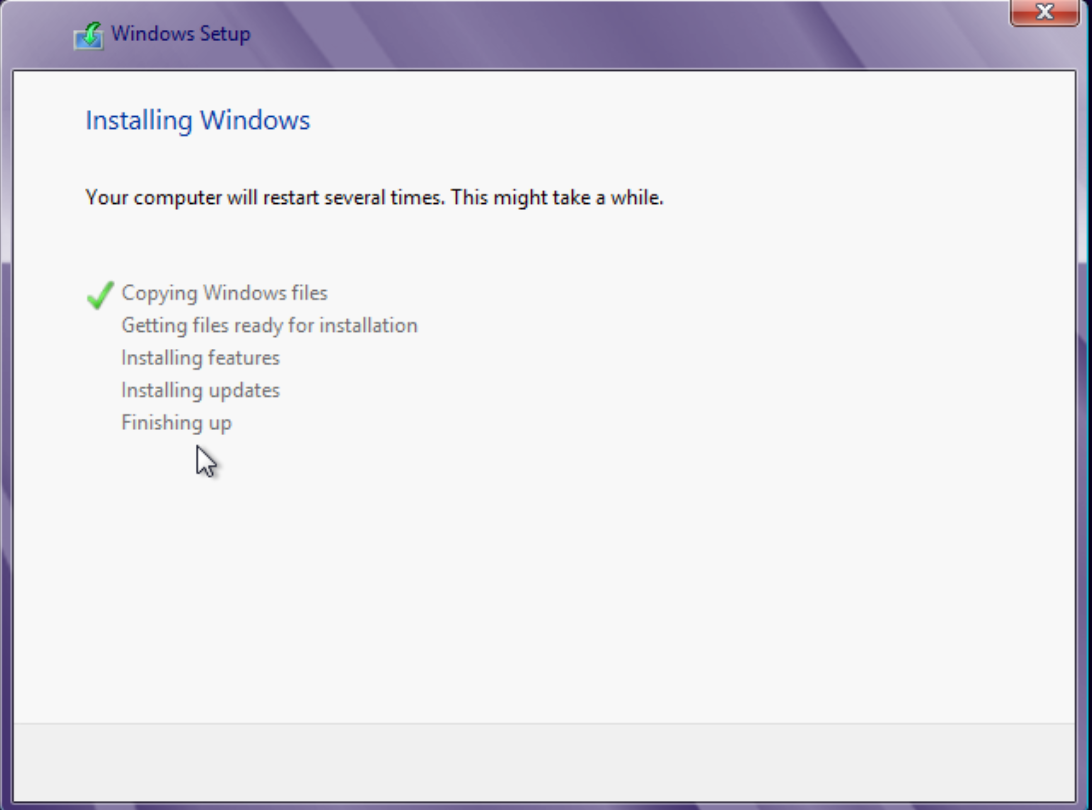 Windows Setup
Installing Windows
Your computer will restart several times. This might take a while.
Copying Windows files
Getting files ready for installation
Installing features
Installing updates
Finishing up